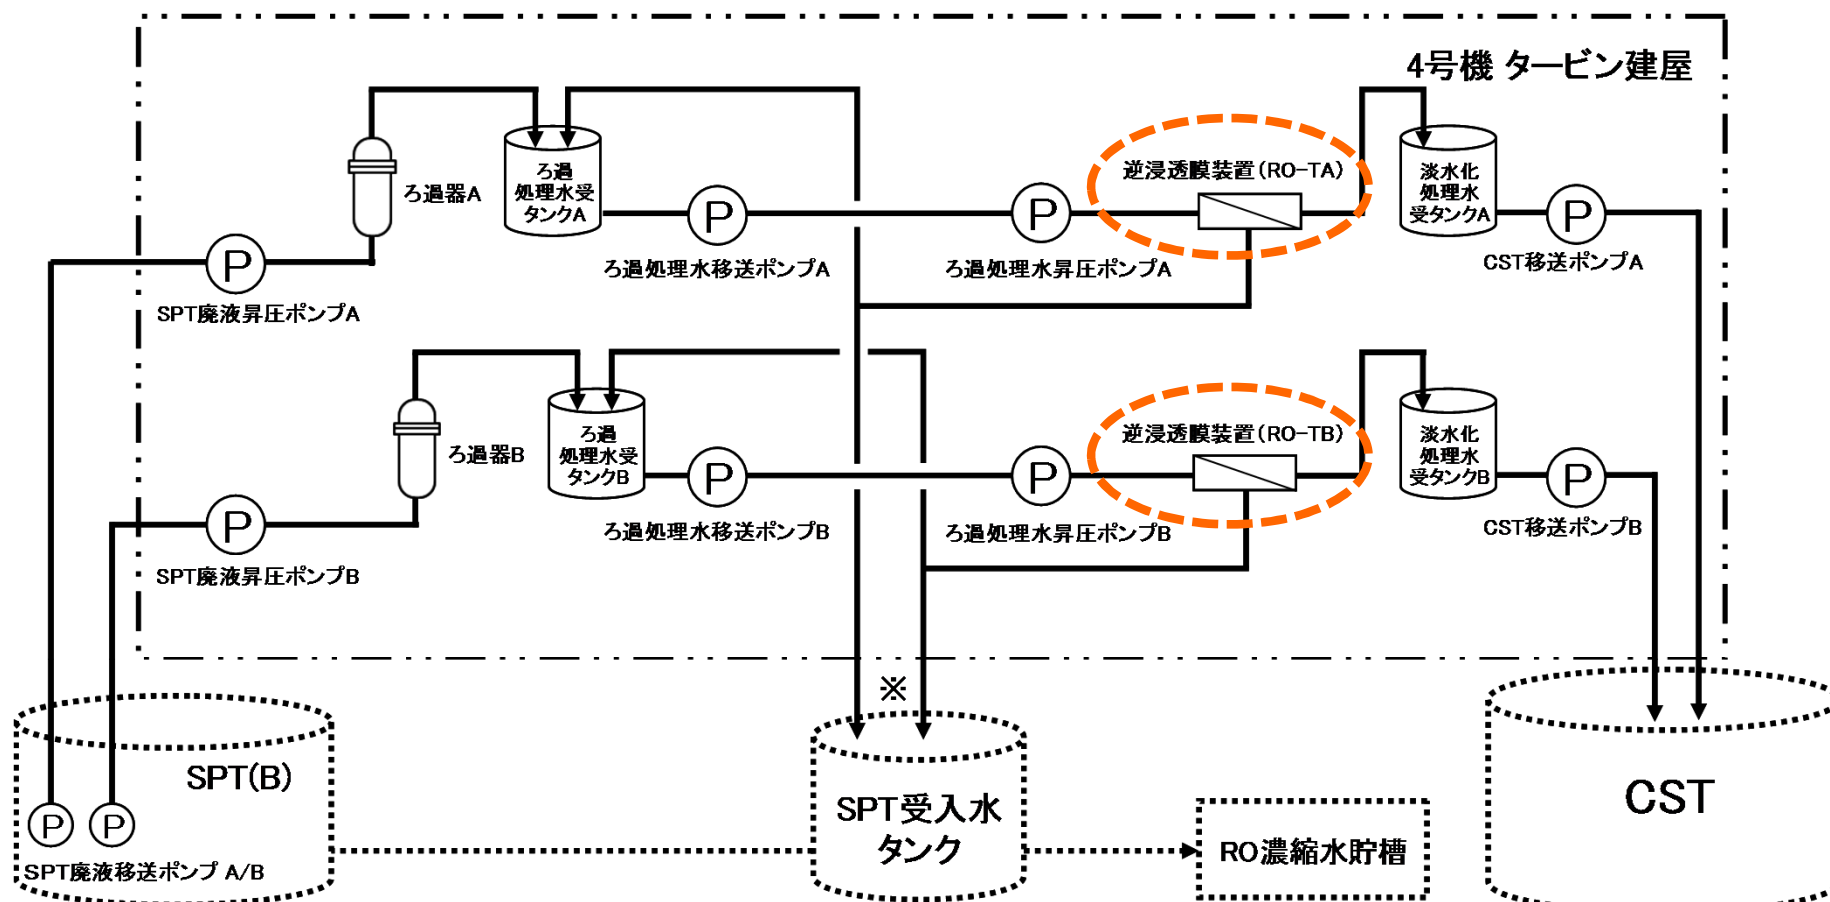 4号機 タービン建屋
ろ過器A
ろ過
処理水受
タンクA
P
ろ過処理水移送ポンプA
P
ろ過処理水昇圧ポンプA
逆浸透膜装置(RO-TA)
淡水化
処理水
受タンクA
P
CST移送ポンプA
P
SPT廃液昇圧ポンプA
ろ過器B
ろ過
処理水受
タンクB
P
ろ過処理水移送ポンプB
P
ろ過処理水昇圧ポンプB
逆浸透膜装置(RO-TB)
淡水化
処理水
受タンクB
P
CST移送ポンプB
P
SPT廃液昇圧ポンプB
※
SPT(B)
P
P
SPT廃液移送ポンプ A/B
SPT受入水
タンク
RO濃縮水貯槽
CST